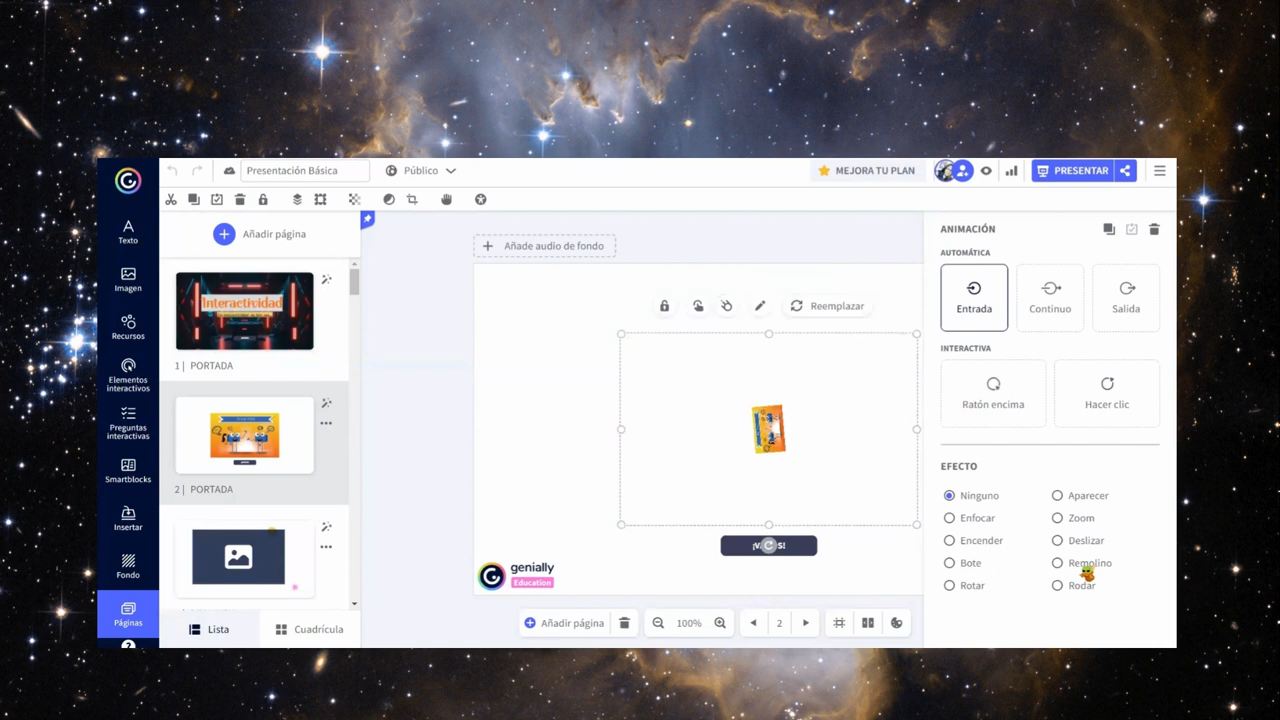 Presentación Básica
Público
MEJORA TU PLAN
PRESENTAR
Texto
Imagen
Recursos
Elementos
interactivos
Preguntas
interactivas
Smartblocks
Insertar
Fondo
Páginas
?
Añadir página
Interactividad
1 | PORTADA
2 | PORTADA
Lista
Cuadrícula
Añade audio de fondo
Reemplazar
genially
Education
Añadir página
100%
2
ANIMACIÓN
AUTOMÁTICA
Entrada
Continuo
Salida
INTERACTIVA
Ratón encima
Hacer clic
EFECTO
Ninguno
Aparecer
Enfocar
Zoom
Encender
Deslizar
Bote
Remolino
Rotar
Rodar